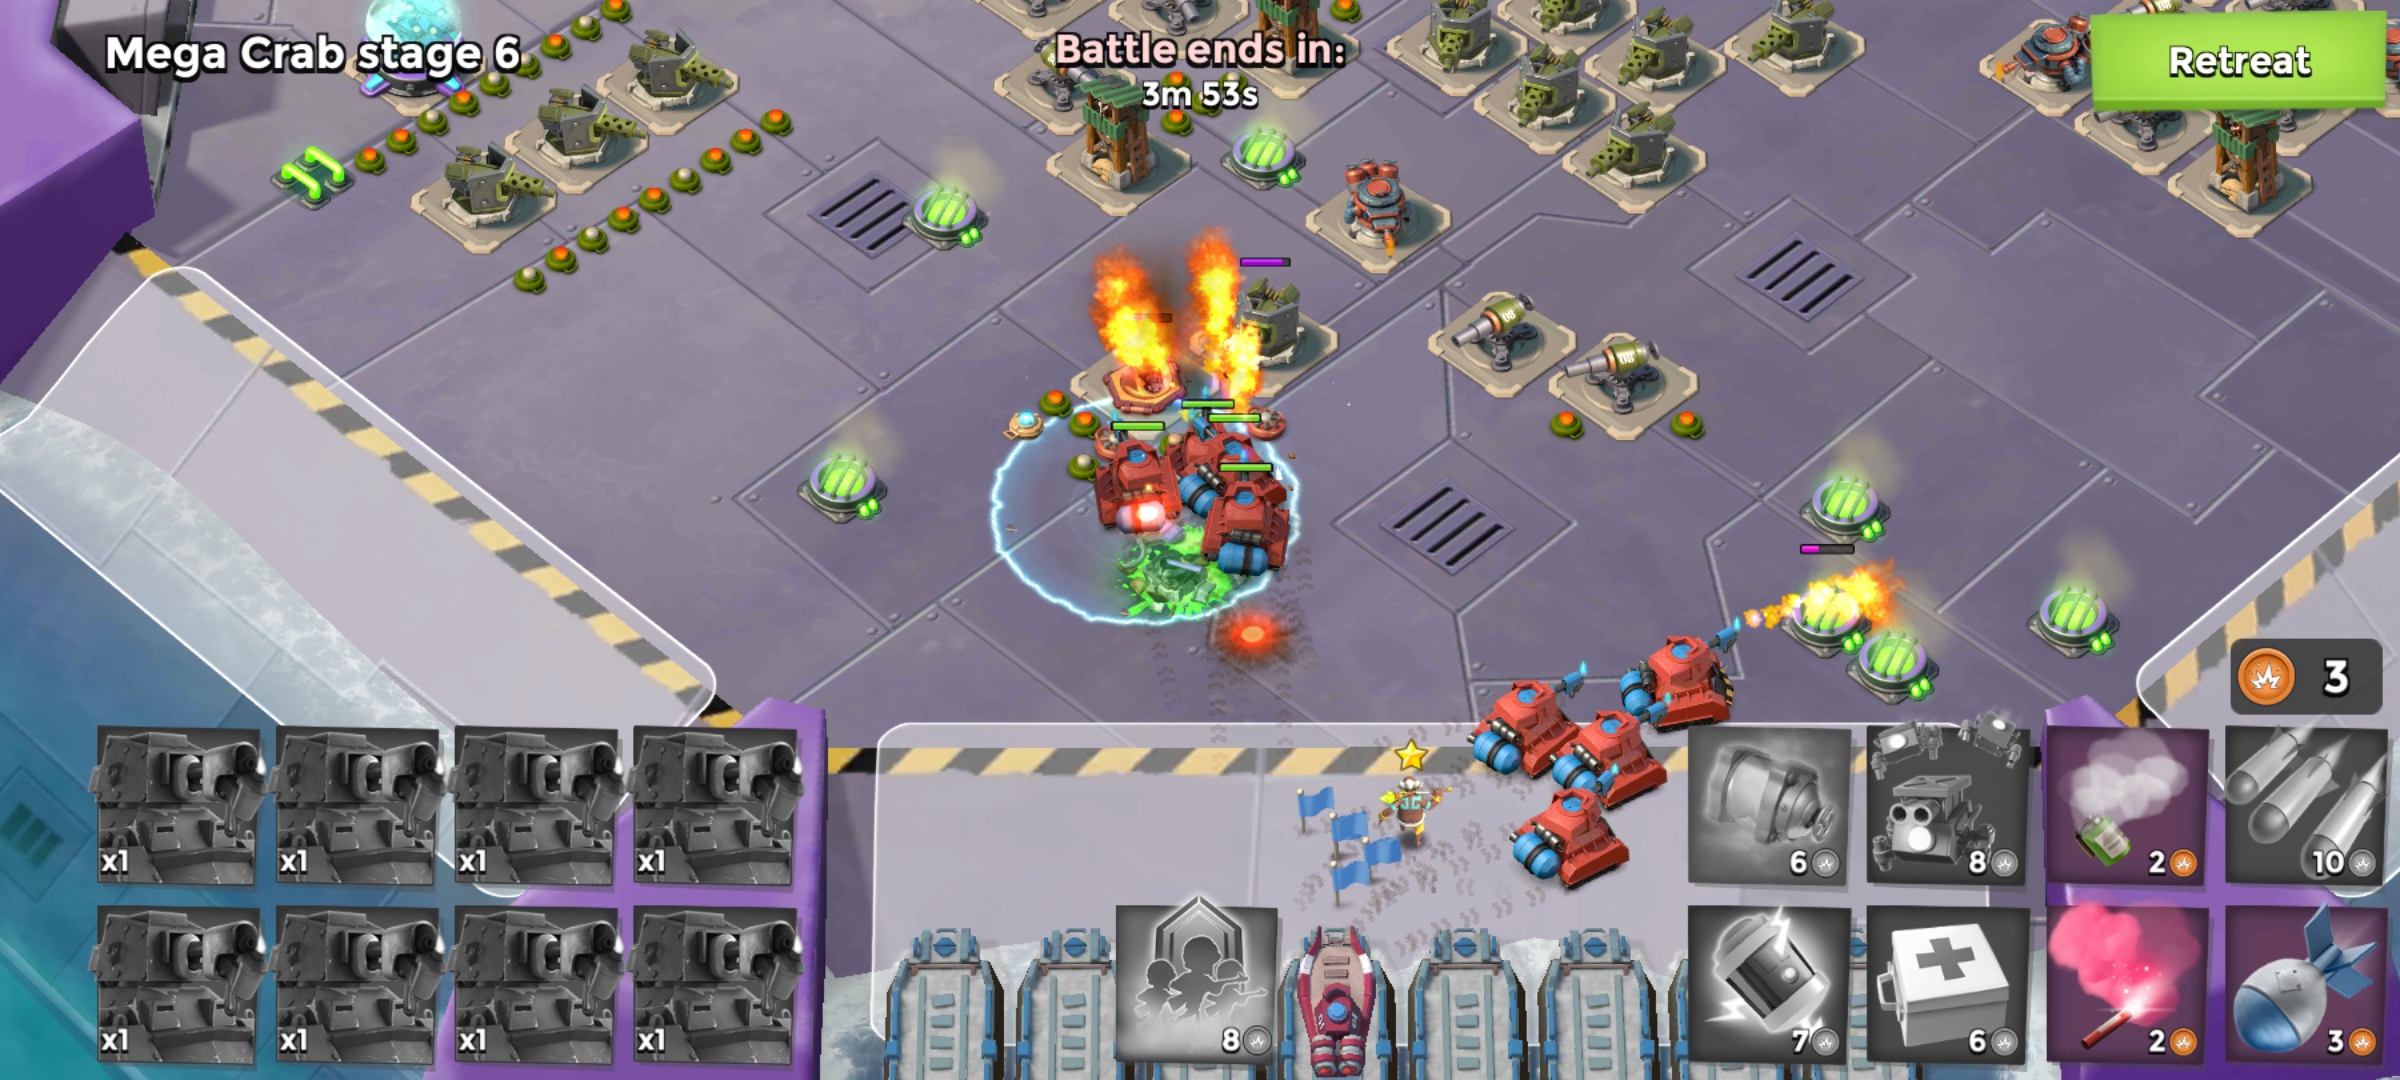 Mega Crab stage 6
Battle ends in:
3m 53s
Retreat
3
x1
x1
x1
x1
6
8
2
10
x1
x1
x1
x1
8
7
6
2
3